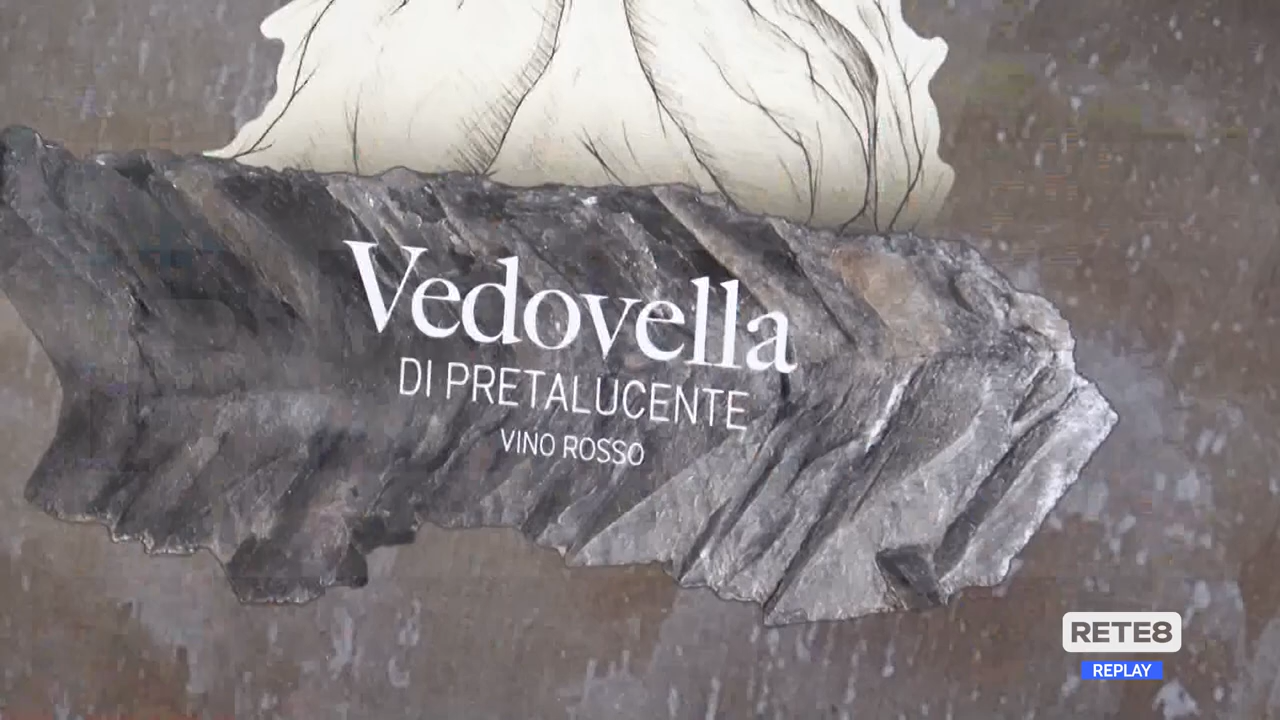 Vedovella
DI PRETALUCENTE
VINO ROSSO
RETE8
REPLAY